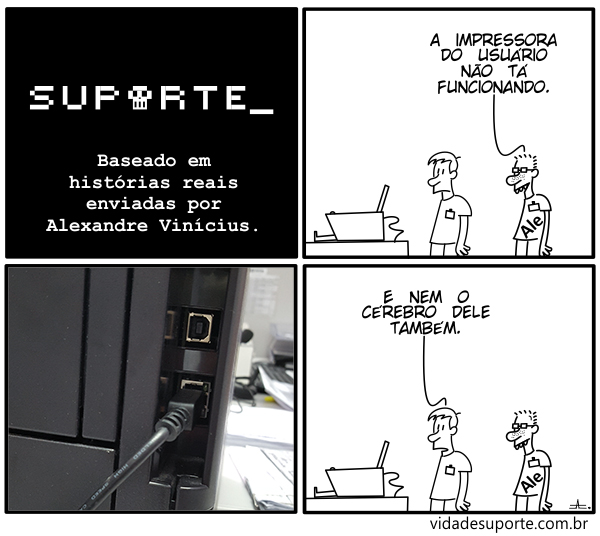 SUPORTE_
Baseado em
histórias reais
enviadas por
Alexandre Vinícius.
A IMPRESSORA
DO USUÁRIO
NÃO TÁ
FUNCIONANDO.
Ale
E NEM O
CÉREBRO DELE
TAMBÉM.
Ale
vidadesuporte.com.br